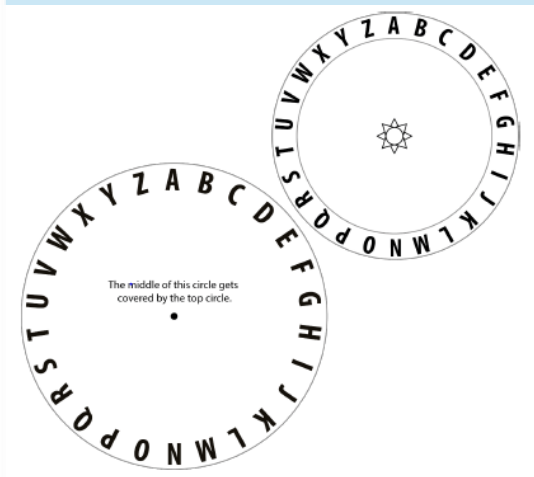 A B C D E F G H I J K L M N O P Q R S T U V W X Y Z
A B C D E F G H I J K L M N O P Q R S T U V W X Y Z
The middle of this circle gets
covered by the top circle.